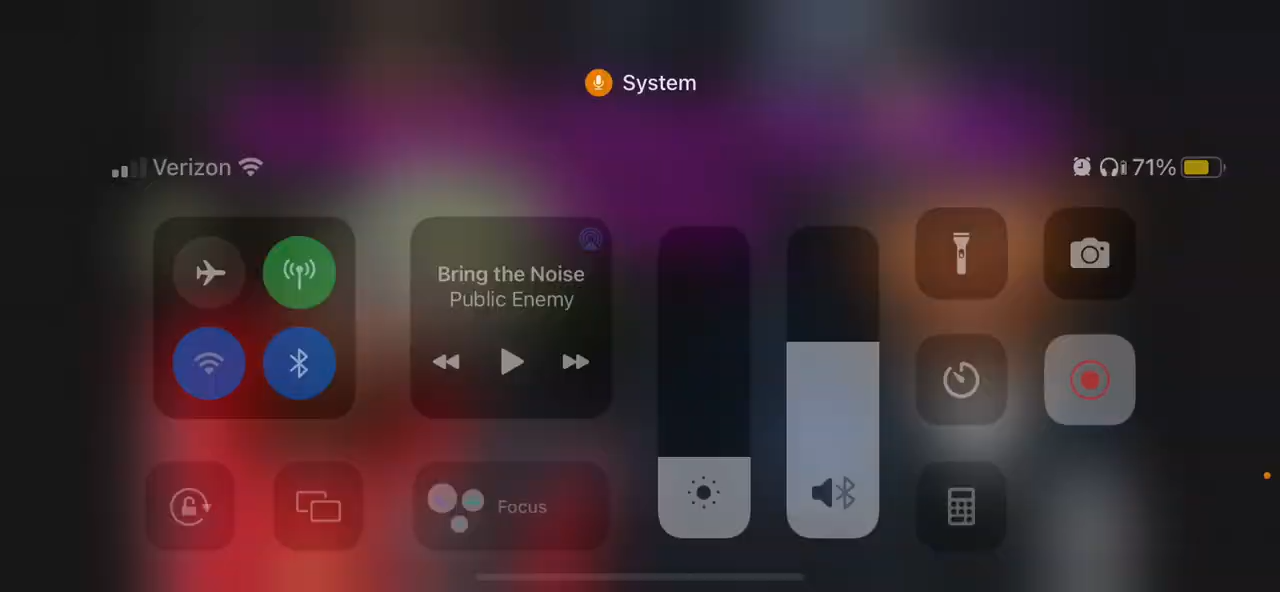 System
Verizon
71%
Bring the Noise
Public Enemy
Focus